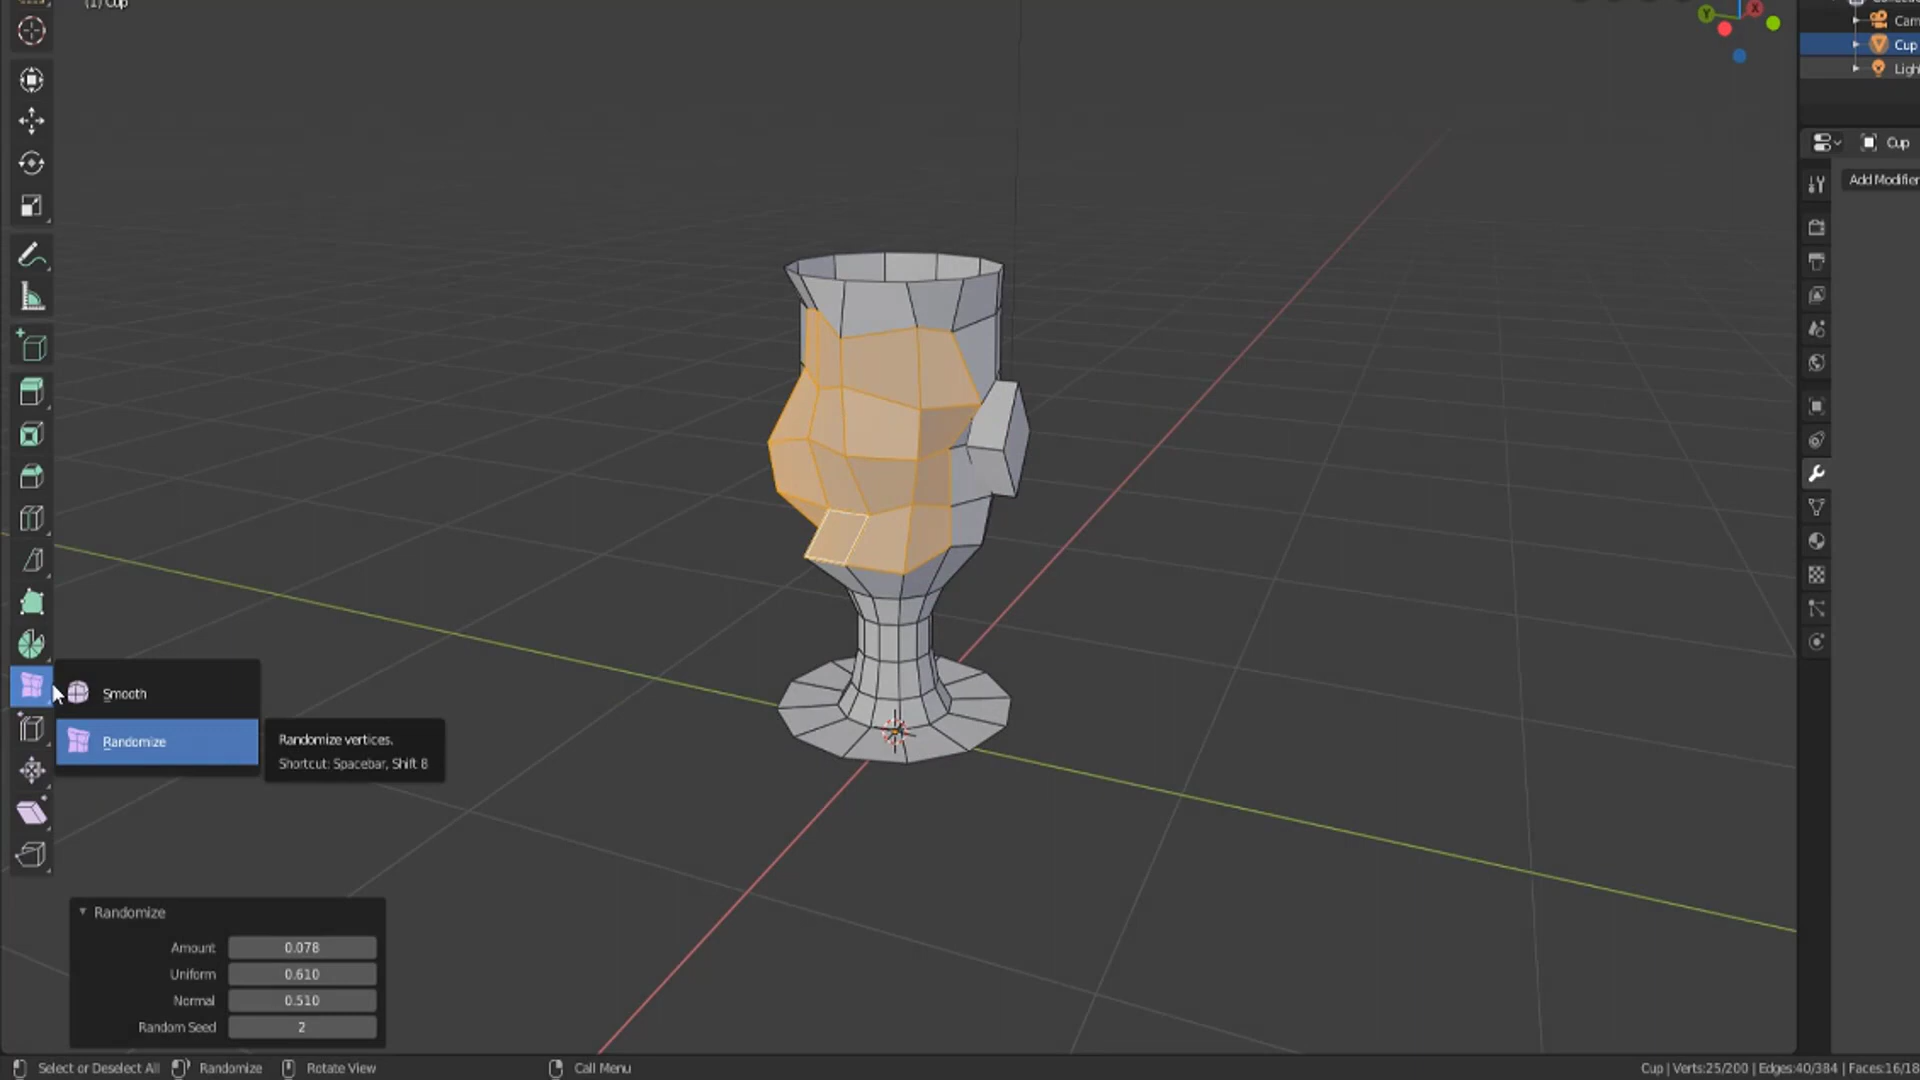 (1) Cup
Y
X
Cam
Cup
Ligh
Cup
Add Modifier
Smooth
Randomize
Randomize vertices.
Shortcut: Spacebar, Shift 8
Randomize
Amount 0.078
Uniform 0.610
Normal 0.510
Random Seed 2
Select or Deselect All Randomize Rotate View Call Menu Cup | Verts:25/200 | Edges:40/384 | Faces:16/18